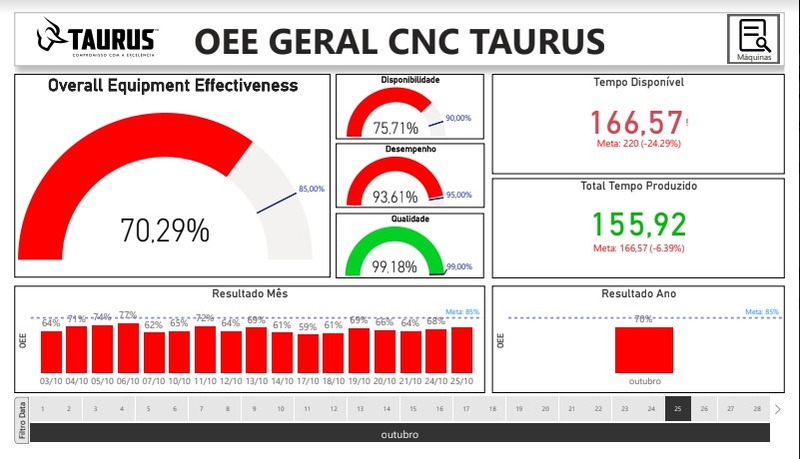 TAURUS
COMPROMISSO COM A EXCELÊNCIA
OEE GERAL CNC TAURUS
Máquinas
Overall Equipment Effectiveness
85,00%
70,29%
Disponibilidade
90,00%
75,71%
Desempenho
95,00%
93,61%
Qualidade
99,00%
99,18%
Tempo Disponível
166,57!
Meta: 220 (-24.29%)
Total Tempo Produzido
155,92
Meta: 166,57 (-6.39%)
Resultado Mês
Meta: 85%
OEE
64% 71% 74% 77% 62% 65% 72% 64% 69% 61% 59% 61% 69% 66% 64% 68%
03/10 04/10 05/10 06/10 07/10 10/10 11/10 12/10 13/10 14/10 17/10 18/10 19/10 20/10 21/10 24/10 25/10
Resultado Ano
Meta: 85%
OEE
70%
outubro
Filtro Data
1 2 3 4 5 6 7 8 9 10 11 12 13 14 15 16 17 18 19 20 21 22 23 24 25 26 27 28
outubro